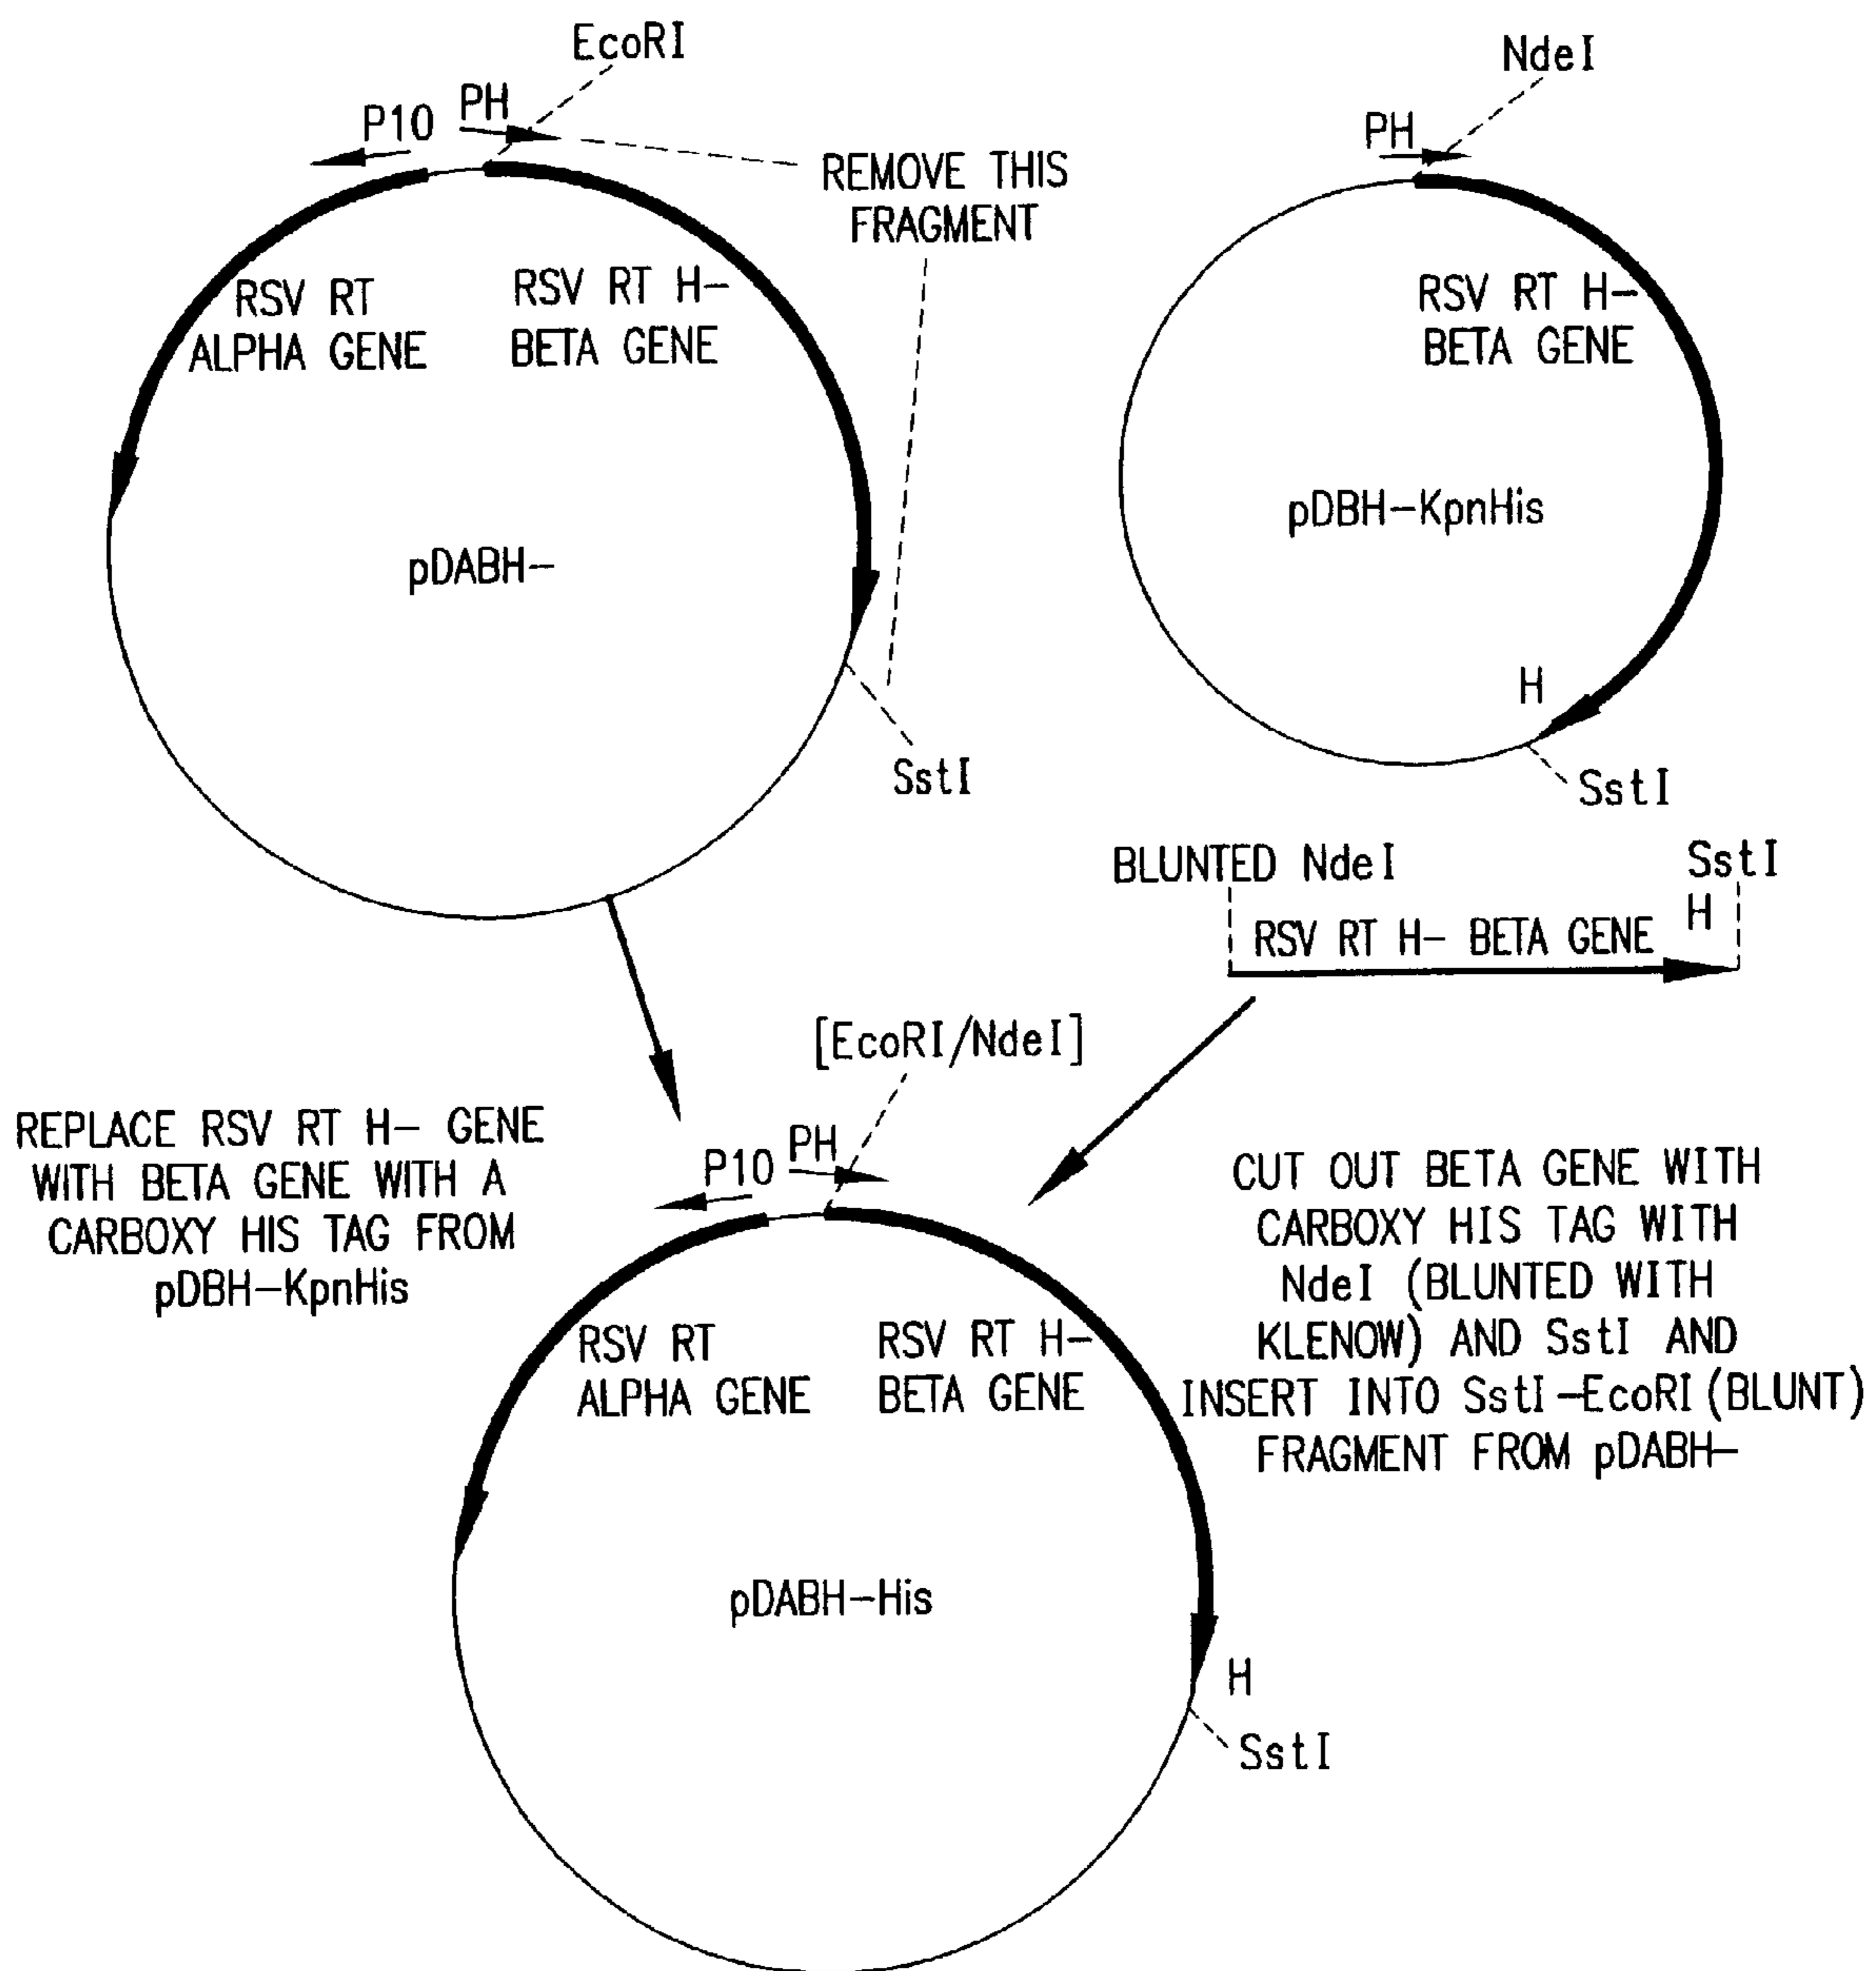 EcoRI
P10
PH
REMOVE THIS
FRAGMENT
RSV RT
ALPHA GENE
RSV RT H-
BETA GENE
pDABH-
SstI
NdeI
PH
RSV RT H-
BETA GENE
pDBH-KpnHis
H
SstI
BLUNTED NdeI
SstI
H
RSV RT H- BETA GENE
[EcoRI/NdeI]
REPLACE RSV RT H- GENE
WITH BETA GENE WITH A
CARBOXY HIS TAG FROM
pDBH-KpnHis
P10
PH
CUT OUT BETA GENE WITH
CARBOXY HIS TAG WITH
NdeI (BLUNTED WITH
KLENOW) AND SstI AND
INSERT INTO SstI-EcoRI (BLUNT)
FRAGMENT FROM pDABH-
RSV RT
ALPHA GENE
RSV RT H-
BETA GENE
pDABH-His
H
SstI